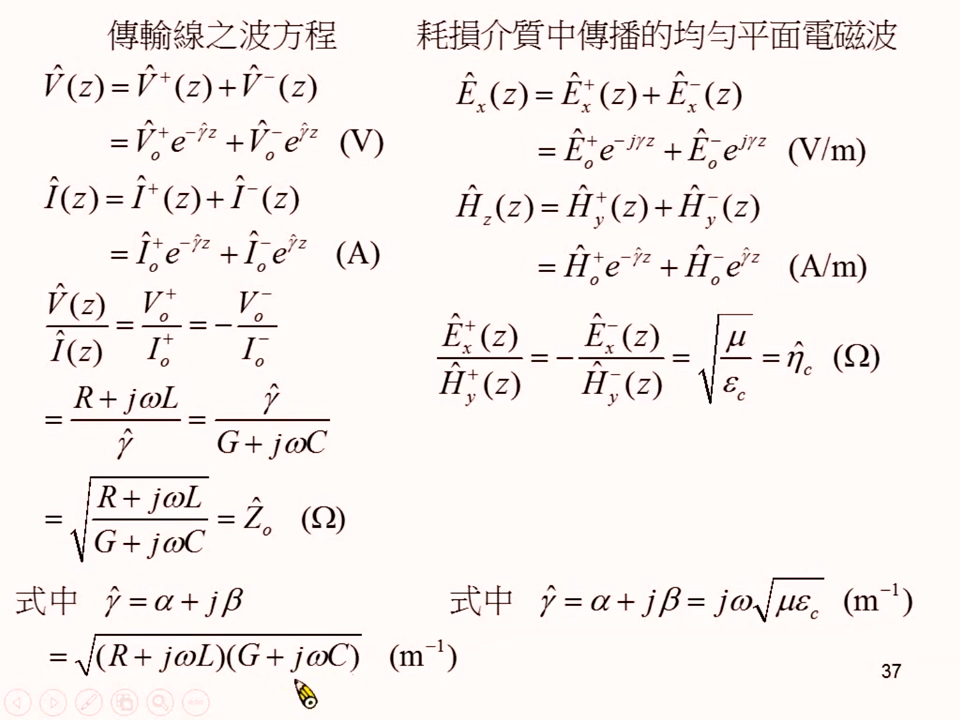 傳輸線之波方程
V̂(z) = V̂⁺(z) + V̂⁻(z)
= V̂ₒ⁺e^(−γ̂z) + V̂ₒ⁻e^(γ̂z) (V)
Î(z) = Î⁺(z) + Î⁻(z)
= Îₒ⁺e^(−γ̂z) + Îₒ⁻e^(γ̂z) (A)
V̂(z)/Î(z) = Vₒ⁺/Iₒ⁺ = −Vₒ⁻/Iₒ⁻
= (R + jωL)/γ̂ = γ̂/(G + jωC)
= √((R + jωL)/(G + jωC)) = Ẑₒ (Ω)
式中 γ̂ = α + jβ
= √((R + jωL)(G + jωC)) (m⁻¹)
耗損介質中傳播的均勻平面電磁波
Êₓ(z) = Êₓ⁺(z) + Êₓ⁻(z)
= Êₒ⁺e^(−jγz) + Êₒ⁻e^(jγz) (V/m)
Ĥ_z(z) = Ĥ_y⁺(z) + Ĥ_y⁻(z)
= Ĥₒ⁺e^(−γ̂z) + Ĥₒ⁻e^(γ̂z) (A/m)
Êₓ⁺(z)/Ĥ_y⁺(z) = −Êₓ⁻(z)/Ĥ_y⁻(z) = √(μ/ε_c) = η̂_c (Ω)
式中 γ̂ = α + jβ = jω√(με_c) (m⁻¹)
37